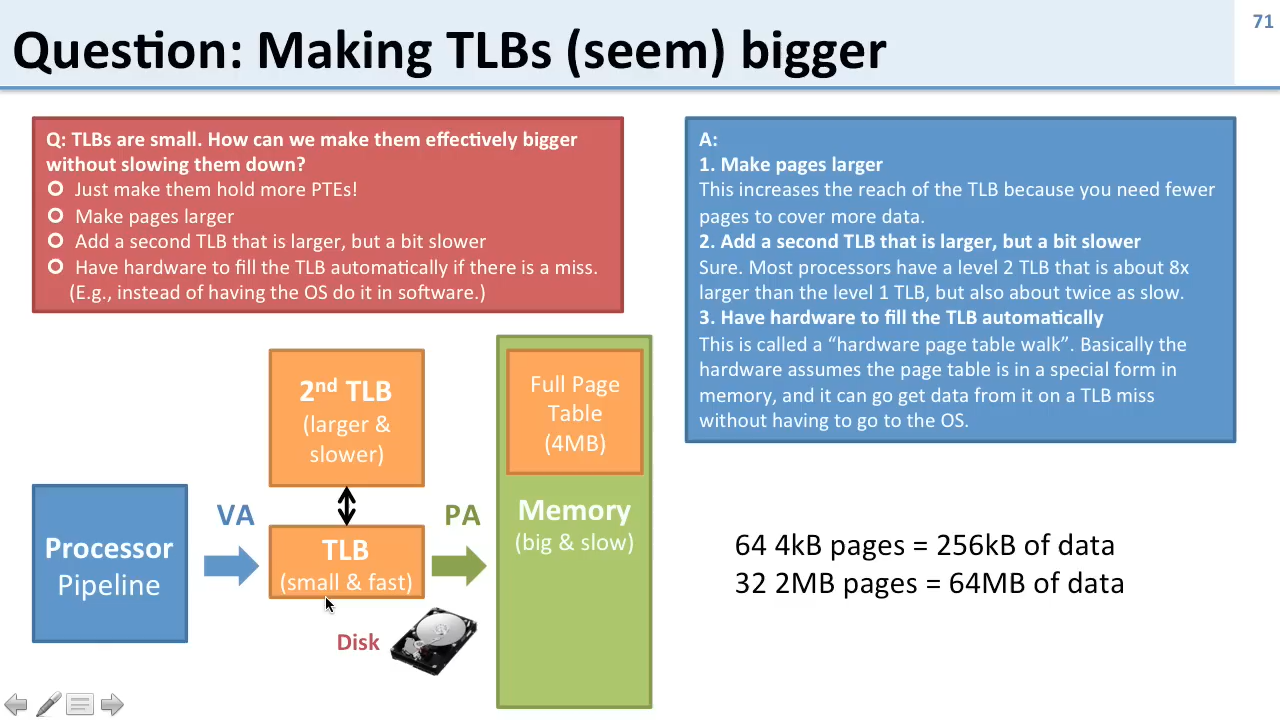 71
Question: Making TLBs (seem) bigger
Q: TLBs are small. How can we make them effectively bigger
without slowing them down?
Just make them hold more PTEs!
Make pages larger
Add a second TLB that is larger, but a bit slower
Have hardware to fill the TLB automatically if there is a miss.
(E.g., instead of having the OS do it in software.)
A:
1. Make pages larger
This increases the reach of the TLB because you need fewer
pages to cover more data.
2. Add a second TLB that is larger, but a bit slower
Sure. Most processors have a level 2 TLB that is about 8x
larger than the level 1 TLB, but also about twice as slow.
3. Have hardware to fill the TLB automatically
This is called a “hardware page table walk”. Basically the
hardware assumes the page table is in a special form in
memory, and it can go get data from it on a TLB miss
without having to go to the OS.
2nd TLB
(larger &
slower)
Full Page
Table
(4MB)
Processor
Pipeline
VA
TLB
(small & fast)
PA
Memory
(big & slow)
Disk
64 4kB pages = 256kB of data
32 2MB pages = 64MB of data